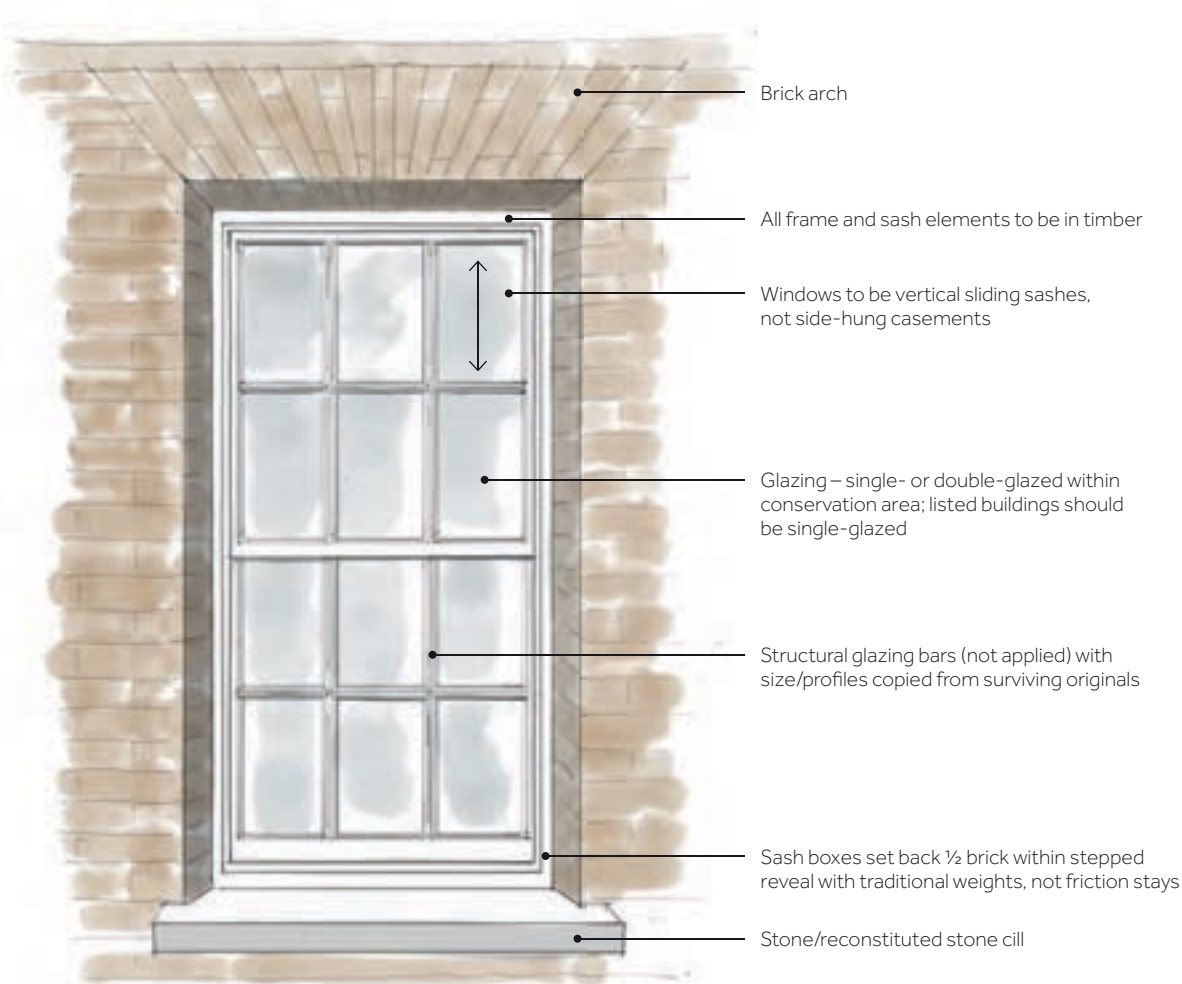 Brick arch
All frame and sash elements to be in timber
Windows to be vertical sliding sashes,
not side-hung casements
Glazing – single- or double-glazed within
conservation area; listed buildings should
be single-glazed
Structural glazing bars (not applied) with
size/profiles copied from surviving originals
Sash boxes set back ½ brick within stepped
reveal with traditional weights, not friction stays
Stone/reconstituted stone cill